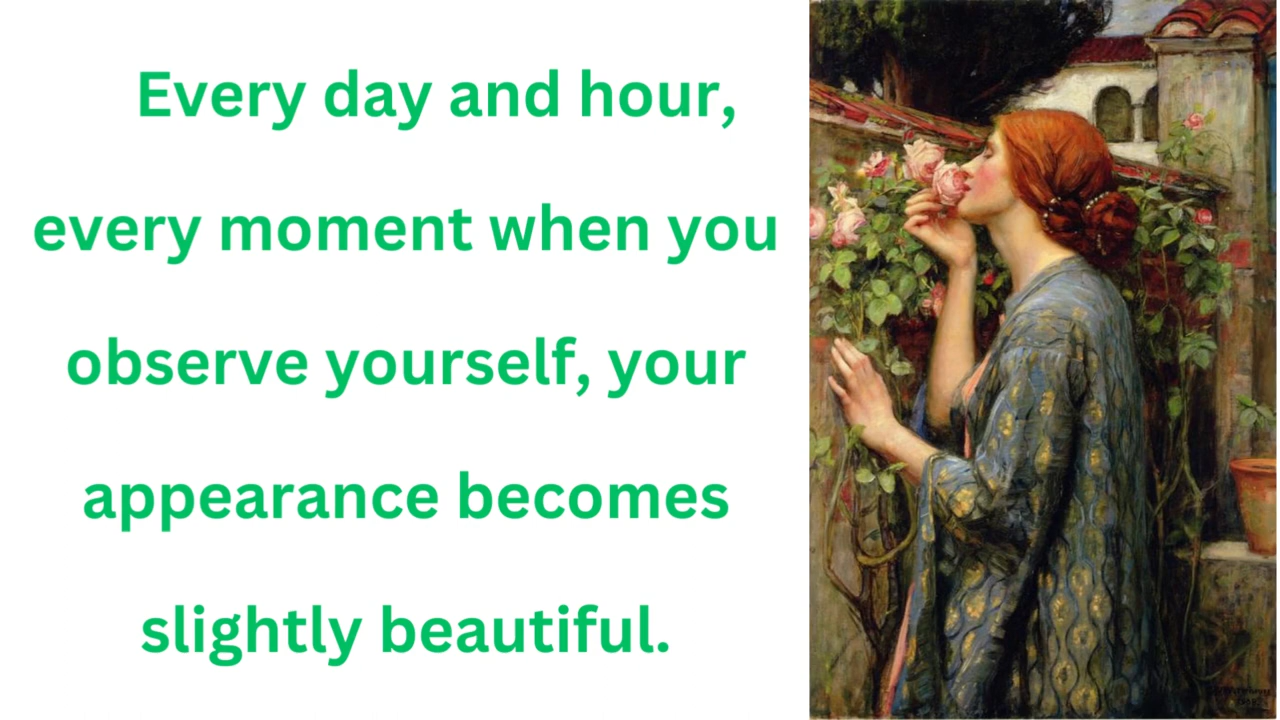 Every day and hour,
every moment when you
observe yourself, your
appearance becomes
slightly beautiful.